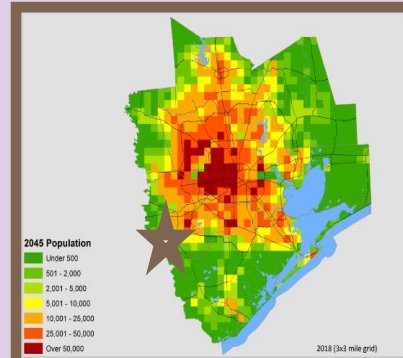 2045 Population
Under 500
501 - 2,000
2,001 - 5,000
5,001 - 10,000
10,001 - 25,000
25,001 - 50,000
Over 50,000
2018 (3x3 mile grid)